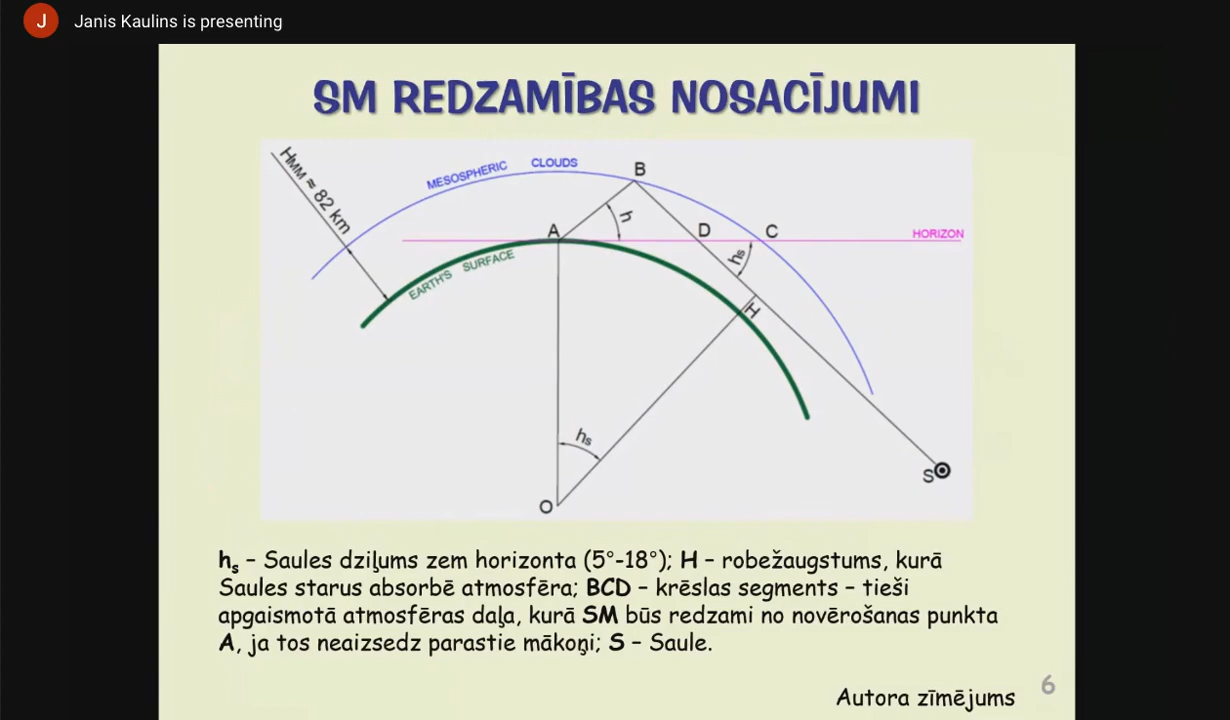 J
Janis Kaulins is presenting
SM REDZAMĪBAS NOSACĪJUMI
HMM ≈ 82 km
MESOSPHERIC CLOUDS
B
A
h
D
C
HORIZON
hs
EARTH'S SURFACE
H
hs
S
O
hs – Saules dziļums zem horizonta (5°-18°); H – robežaugstums, kurā
Saules starus absorbē atmosfēra; BCD – krēslas segments – tieši
apgaismotā atmosfēras daļa, kurā SM būs redzami no novērošanas punkta
A, ja tos neaizsedz parastie mākoņi; S – Saule.
Autora zīmējums
6